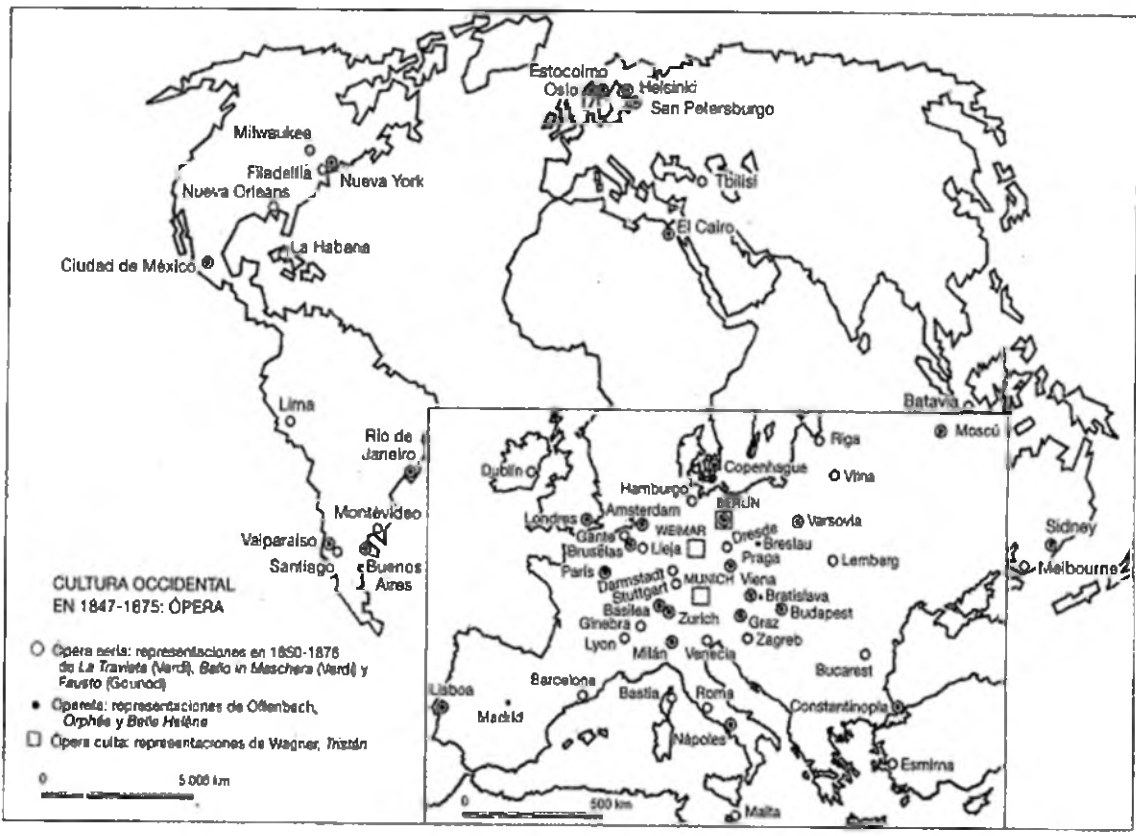 Estocolmo
Oslo
Helsinki
San Petersburgo
Milwaukee
Filadelfia
Nueva York
Nueva Orleans
Tbilisi
El Cairo
La Habana
Ciudad de México
Batavia
Lima
Río de
Janeiro
Montevideo
Valparaíso
Santiago
Buenos
Aires
Moscú
Sidney
Melbourne
Riga
Vilna
Dublín
Copenhague
Hamburgo
BERLÍN
Amsterdam
Londres
WEIMAR
Varsovia
Gante
Dresde
Bruselas
Lieja
Breslau
Praga
Lemberg
París
Darmstadt
MUNICH
Viena
Stuttgart
Bratislava
Basilea
Zurich
Budapest
Ginebra
Graz
Lyon
Milán
Venecia
Zagreb
Bucarest
Lisboa
Barcelona
Bastia
Roma
Constantinopla
Madrid
Nápoles
Esmirna
Malta
0 500 km
CULTURA OCCIDENTAL
EN 1847-1875: ÓPERA
Ópera seria: representaciones en 1850-1876
de La Traviata (Verdi), Ballo in Maschera (Verdi) y
Fausto (Gounod)
Opereta: representaciones de Offenbach,
Orphée y Belle Hélène
Ópera culta: representaciones de Wagner, Tristán
0 5.000 km